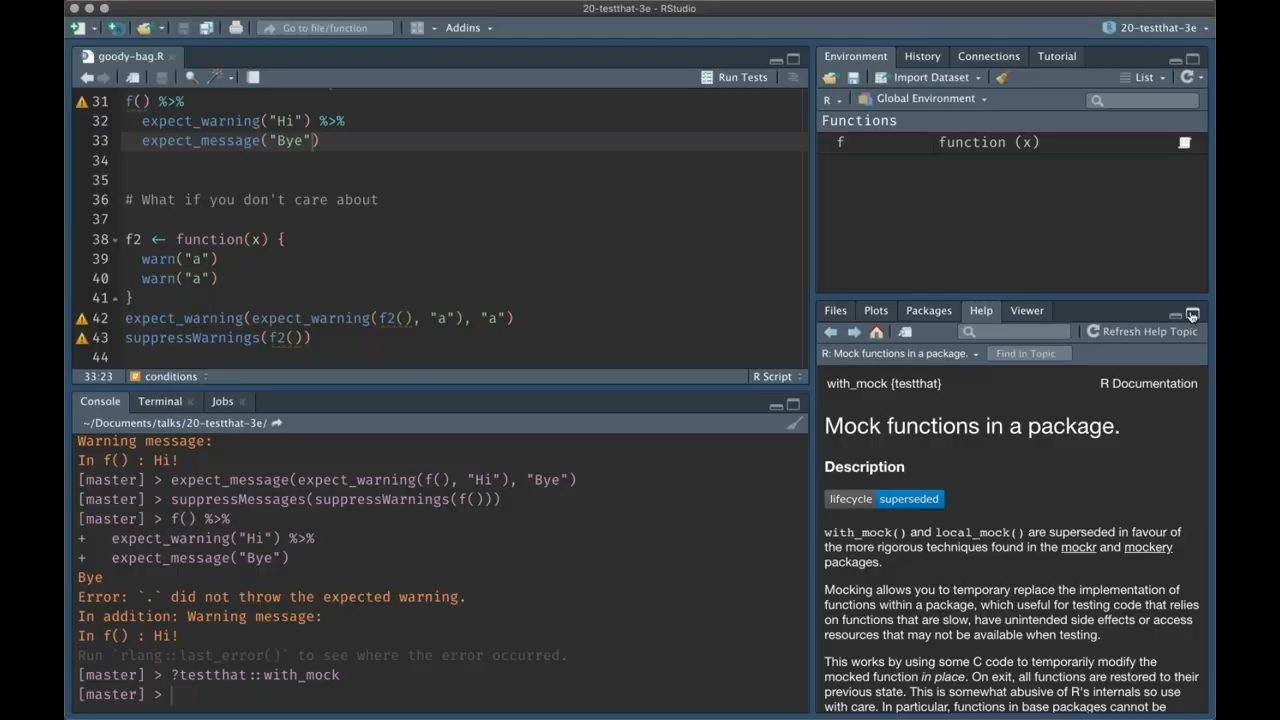 20-testthat-3e - RStudio
Go to file/function
Addins
20-testthat-3e
goody-bag.R
Run Tests
31 f() %>%
32 expect_warning("Hi") %>%
33 expect_message("Bye")
34
35
36 # What if you don't care about
37
38 f2 <- function(x) {
39 warn("a")
40 warn("a")
41 }
42 expect_warning(expect_warning(f2(), "a"), "a")
43 suppressWarnings(f2())
44
33:23 # conditions R Script
Console Terminal Jobs
~/Documents/talks/20-testthat-3e/
Warning message:
In f() : Hi!
[master] > expect_message(expect_warning(f(), "Hi"), "Bye")
[master] > suppressMessages(suppressWarnings(f()))
[master] > f() %>%
+ expect_warning("Hi") %>%
+ expect_message("Bye")
Bye
Error: `.` did not throw the expected warning.
In addition: Warning message:
In f() : Hi!
Run `rlang::last_error()` to see where the error occurred.
[master] > ?testthat::with_mock
[master] >
Environment History Connections Tutorial
Import Dataset List
R Global Environment
Functions
f function (x)
Files Plots Packages Help Viewer
Refresh Help Topic
R: Mock functions in a package. Find in Topic
with_mock {testthat} R Documentation
Mock functions in a package.
Description
lifecycle superseded
with_mock() and local_mock() are superseded in favour of
the more rigorous techniques found in the mockr and mockery
packages.
Mocking allows you to temporary replace the implementation of
functions within a package, which useful for testing code that relies
on functions that are slow, have unintended side effects or access
resources that may not be available when testing.
This works by using some C code to temporarily modify the
mocked function in place. On exit, all functions are restored to their
previous state. This is somewhat abusive of R's internals so use
with care. In particular, functions in base packages cannot be